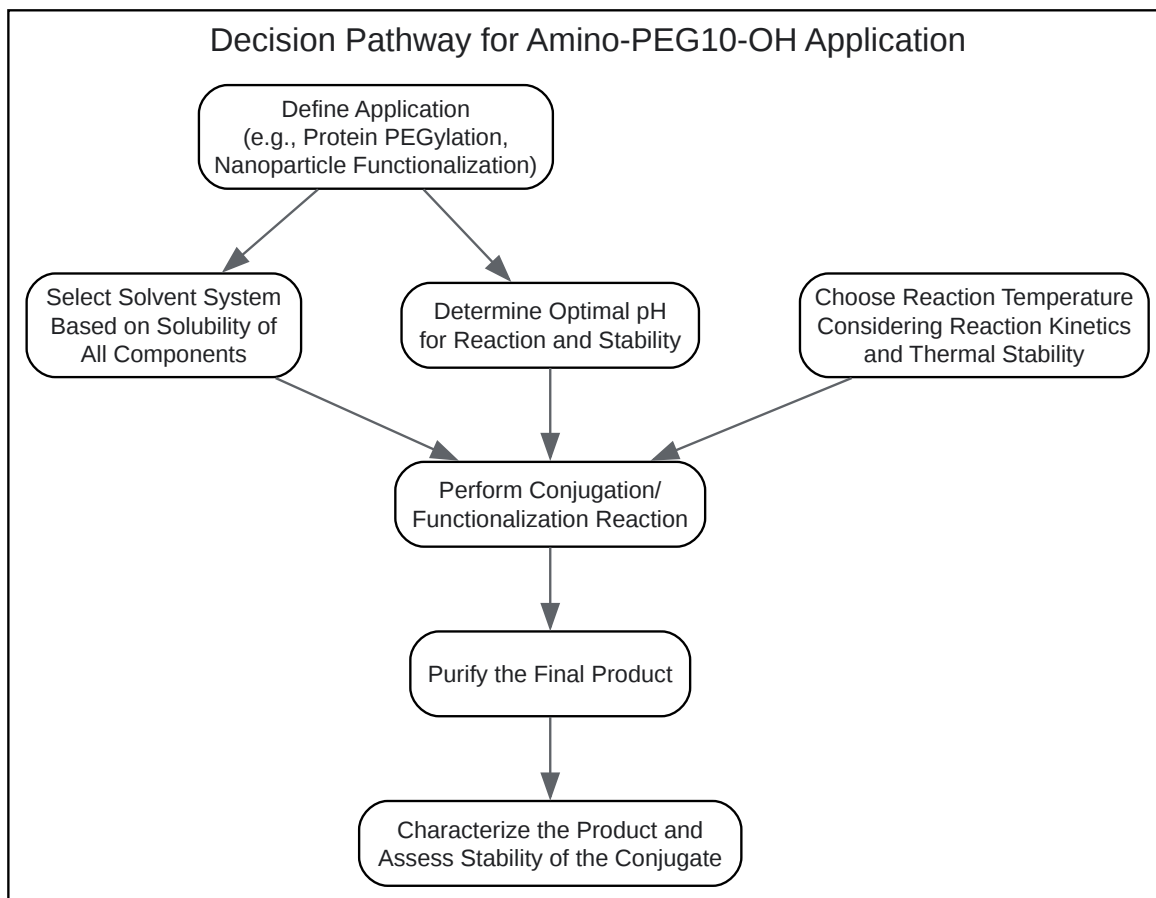 Decision Pathway for Amino-PEG10-OH Application
Define Application
(e.g., Protein PEGylation,
Nanoparticle Functionalization)
Select Solvent System
Based on Solubility of
All Components
Determine Optimal pH
for Reaction and Stability
Choose Reaction Temperature
Considering Reaction Kinetics
and Thermal Stability
Perform Conjugation/
Functionalization Reaction
Purify the Final Product
Characterize the Product and
Assess Stability of the Conjugate